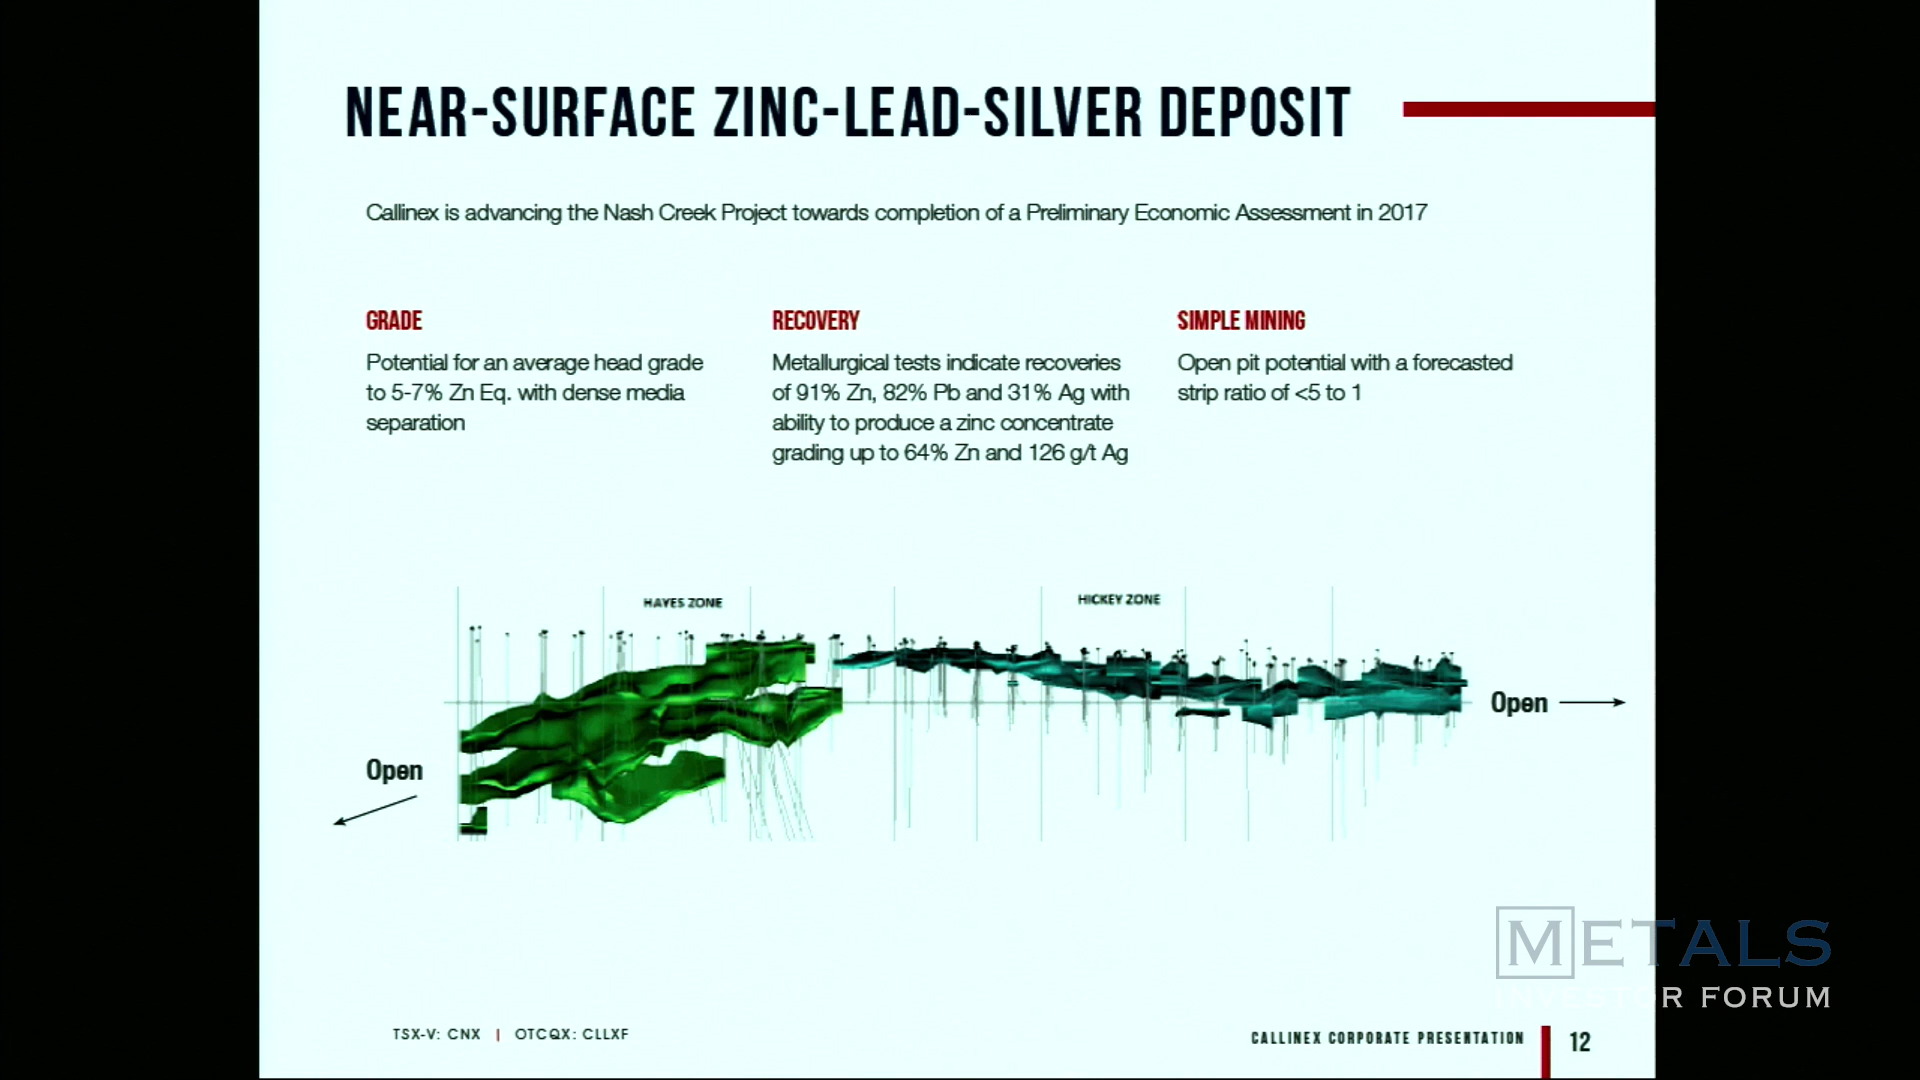 NEAR-SURFACE ZINC-LEAD-SILVER DEPOSIT
Callinex is advancing the Nash Creek Project towards completion of a Preliminary Economic Assessment in 2017
GRADE
Potential for an average head grade
to 5-7% Zn Eq. with dense media
separation
RECOVERY
Metallurgical tests indicate recoveries
of 91% Zn, 82% Pb and 31% Ag with
ability to produce a zinc concentrate
grading up to 64% Zn and 126 g/t Ag
SIMPLE MINING
Open pit potential with a forecasted
strip ratio of <5 to 1
HAYES ZONE
HICKEY ZONE
Open
Open
METALS
INVESTOR FORUM
TSX-V: CNX | OTCQX: CLLXF
CALLINEX CORPORATE PRESENTATION
12